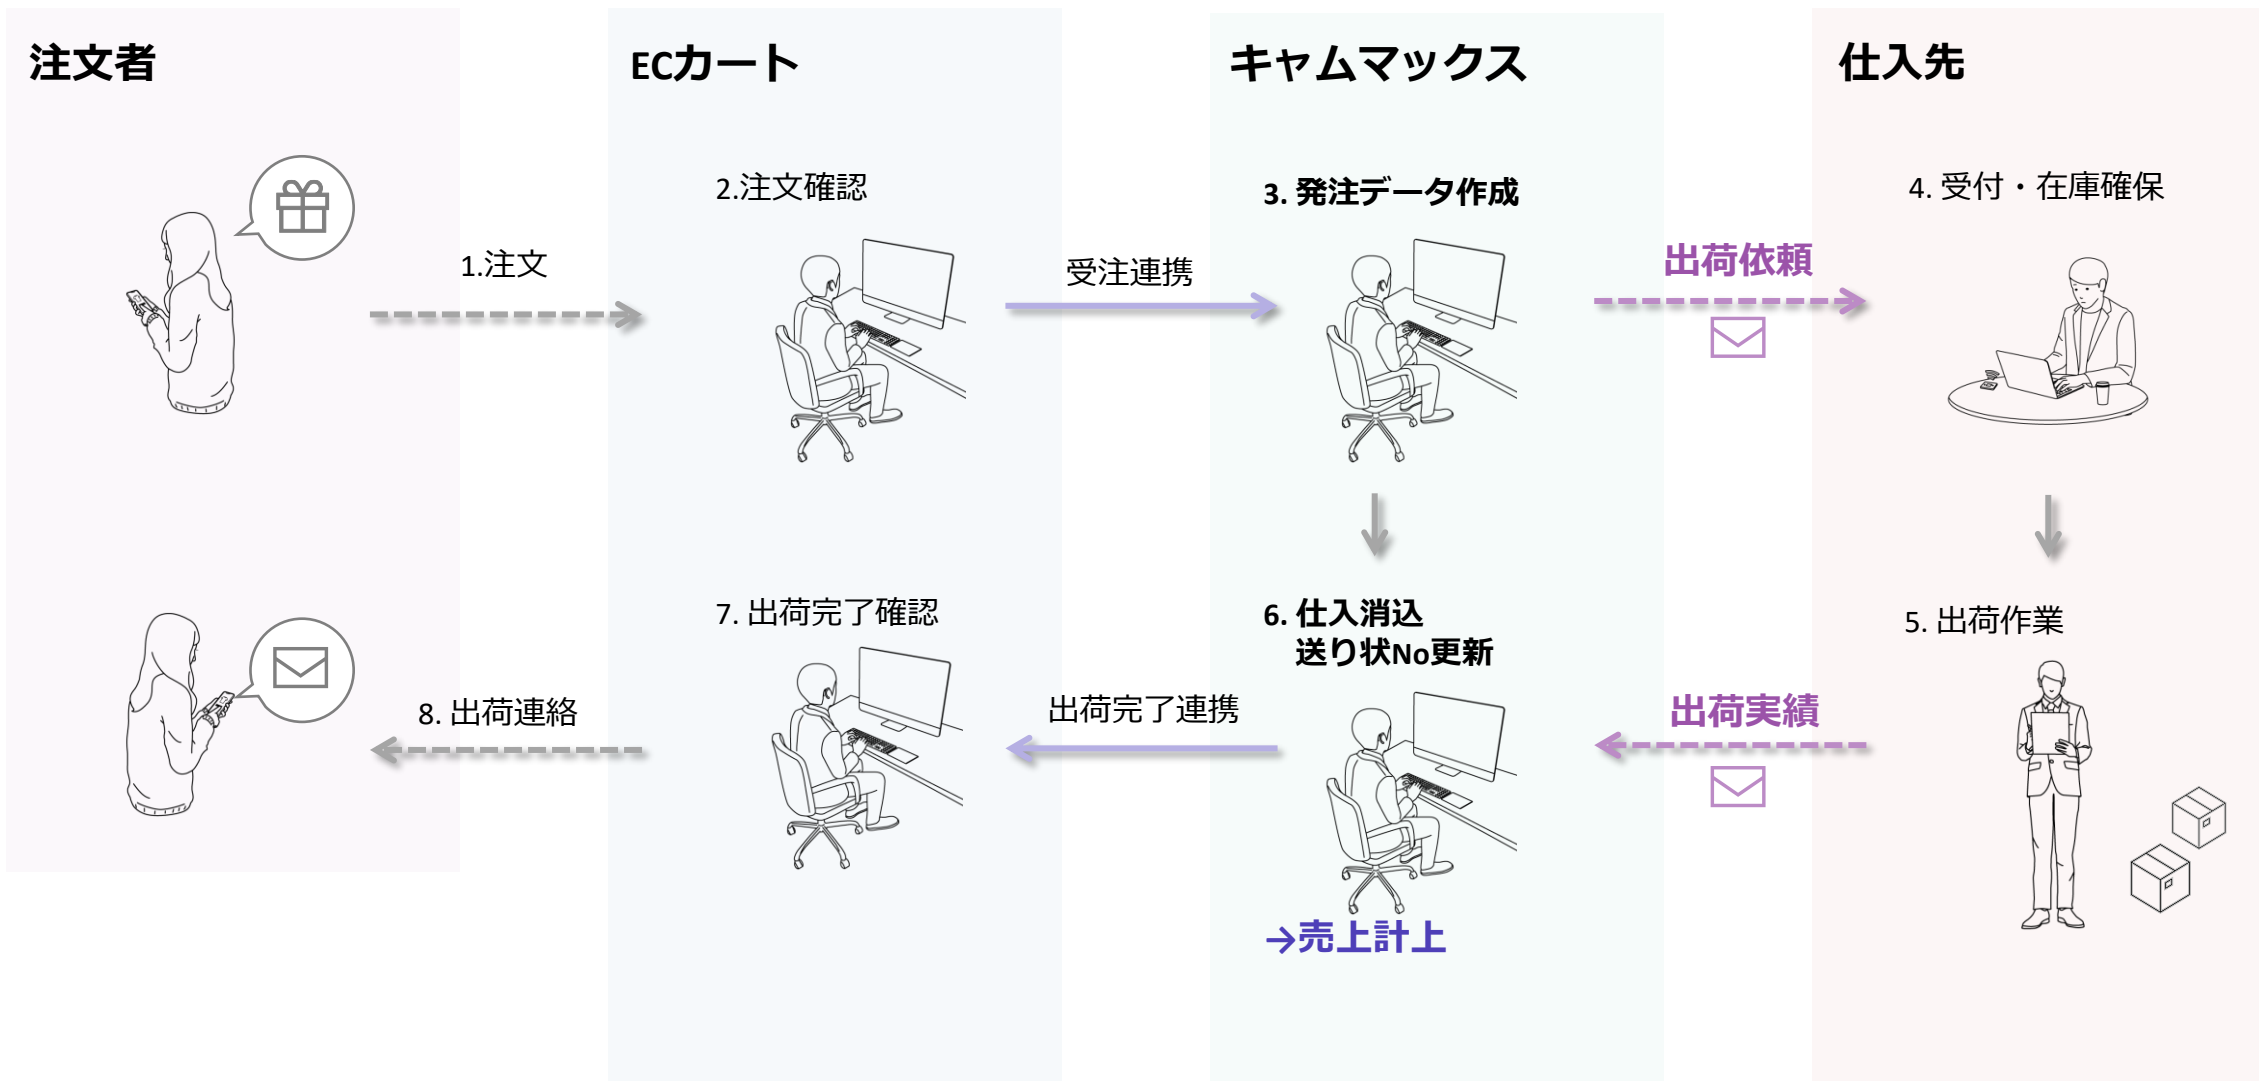 注文者
ECカート
キャムマックス
仕入先
2.注文確認
3. 発注データ作成
4. 受付・在庫確保
1.注文
受注連携
出荷依頼
7. 出荷完了確認
6. 仕入消込
送り状No更新
5. 出荷作業
8. 出荷連絡
出荷完了連携
出荷実績
→売上計上